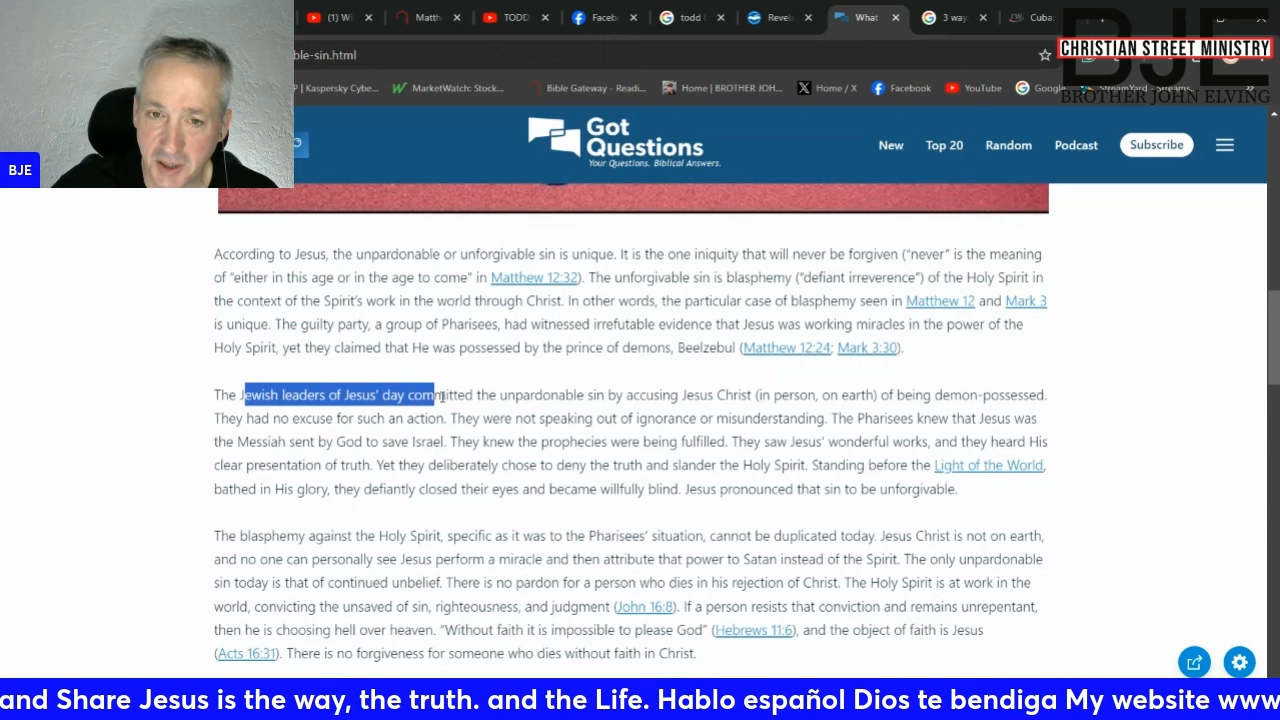 (1) Wi
Matth
TODD
Faceb
todd
Revel
What
3 way
Cuba:
BJE
CHRISTIAN STREET MINISTRY
BROTHER JOHN ELVING
ble-sin.html
| Kaspersky Cybe...
MarketWatch: Stock...
Bible Gateway - Readi...
Home | BROTHER JOH...
Home / X
Facebook
YouTube
Google
StreamYard - Streams...
BJE
Got
Questions
Your Questions. Biblical Answers.
New
Top 20
Random
Podcast
Subscribe
According to Jesus, the unpardonable or unforgivable sin is unique. It is the one iniquity that will never be forgiven (“never” is the meaning
of “either in this age or in the age to come” in Matthew 12:32). The unforgivable sin is blasphemy (“defiant irreverence”) of the Holy Spirit in
the context of the Spirit’s work in the world through Christ. In other words, the particular case of blasphemy seen in Matthew 12 and Mark 3
is unique. The guilty party, a group of Pharisees, had witnessed irrefutable evidence that Jesus was working miracles in the power of the
Holy Spirit, yet they claimed that He was possessed by the prince of demons, Beelzebul (Matthew 12:24; Mark 3:30).
The Jewish leaders of Jesus’ day committed the unpardonable sin by accusing Jesus Christ (in person, on earth) of being demon-possessed.
They had no excuse for such an action. They were not speaking out of ignorance or misunderstanding. The Pharisees knew that Jesus was
the Messiah sent by God to save Israel. They knew the prophecies were being fulfilled. They saw Jesus’ wonderful works, and they heard His
clear presentation of truth. Yet they deliberately chose to deny the truth and slander the Holy Spirit. Standing before the Light of the World,
bathed in His glory, they defiantly closed their eyes and became willfully blind. Jesus pronounced that sin to be unforgivable.
The blasphemy against the Holy Spirit, specific as it was to the Pharisees’ situation, cannot be duplicated today. Jesus Christ is not on earth,
and no one can personally see Jesus perform a miracle and then attribute that power to Satan instead of the Spirit. The only unpardonable
sin today is that of continued unbelief. There is no pardon for a person who dies in his rejection of Christ. The Holy Spirit is at work in the
world, convicting the unsaved of sin, righteousness, and judgment (John 16:8). If a person resists that conviction and remains unrepentant,
then he is choosing hell over heaven. “Without faith it is impossible to please God” (Hebrews 11:6), and the object of faith is Jesus
(Acts 16:31). There is no forgiveness for someone who dies without faith in Christ.
and Share Jesus is the way, the truth. and the Life. Hablo español Dios te bendiga My website www